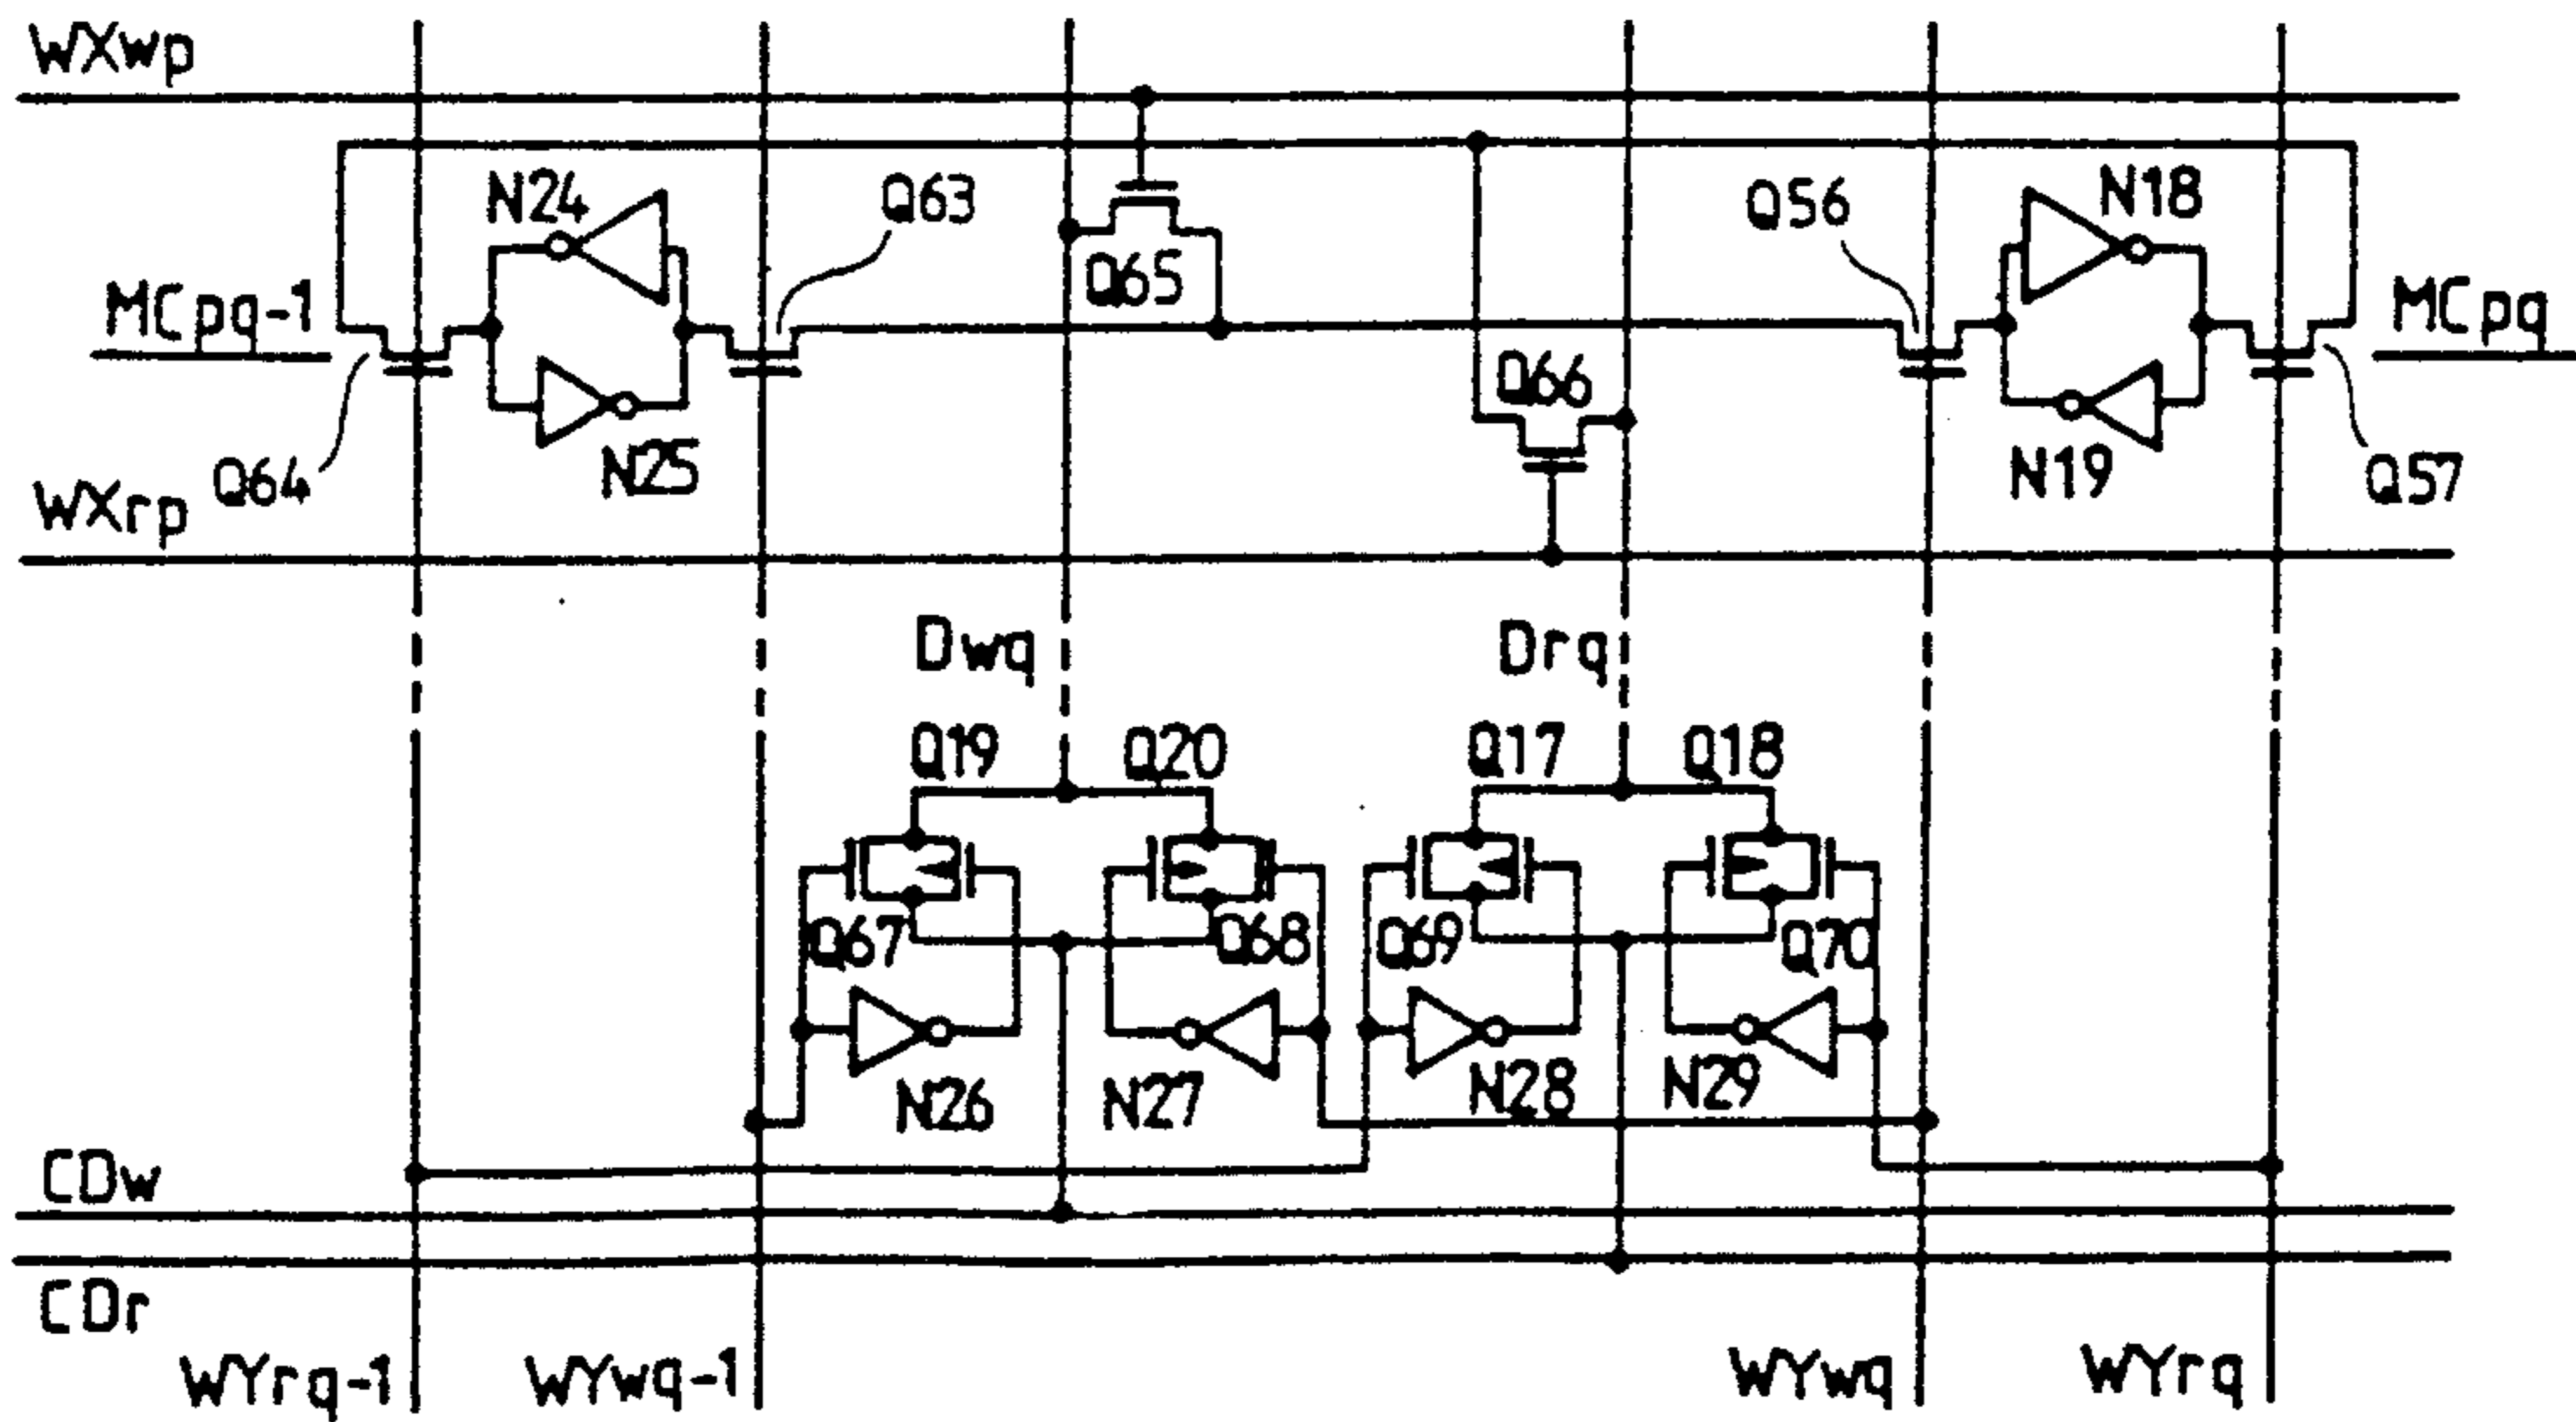 WXwp
N24
Q63
Q65
Q56
N18
MCpq-1
MCpq
Q66
Q64
N25
N19
Q57
WXrp
Dwq
Drq
Q19
Q20
Q17
Q18
Q67
Q68
Q69
Q70
N26
N27
N28
N29
CDw
CDr
WYrq-1
WYwq-1
WYwq
WYrq